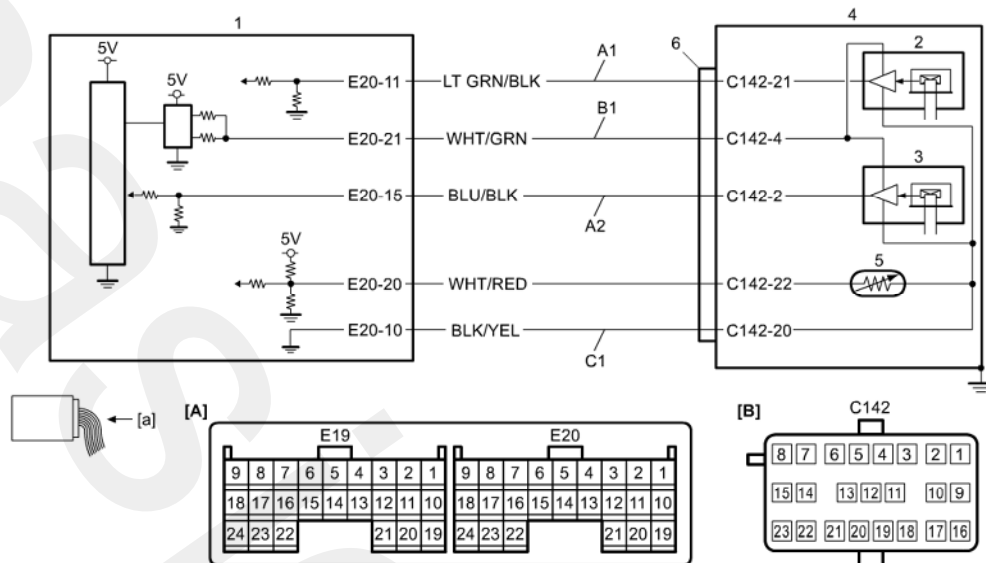 1
4
5V
5V
A1
6
2
E20-11 LT GRN/BLK C142-21
B1
E20-21 WHT/GRN C142-4
3
E20-15 BLU/BLK C142-2
A2
5V
5
E20-20 WHT/RED C142-22
E20-10 BLK/YEL C142-20
C1
[a]
[A]
E19 E20
9 8 7 6 5 4 3 2 1 9 8 7 6 5 4 3 2 1
18 17 16 15 14 13 12 11 10 18 17 16 15 14 13 12 11 10
24 23 22 21 20 19 24 23 22 21 20 19
[B]
C142
8 7 6 5 4 3 2 1
15 14 13 12 11 10 9
23 22 21 20 19 18 17 16